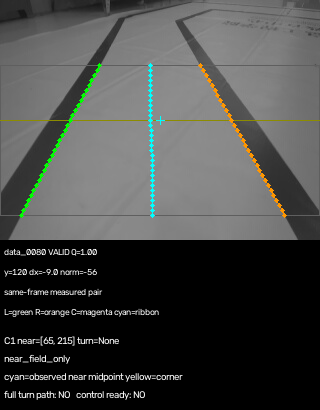 data_0080 VALID Q=1.00
y=120 dx=-9.0 norm=-56
same-frame measured pair
L=green R=orange C=magenta cyan=ribbon
C1 near=[65, 215] turn=None
near_field_only
cyan=observed near midpoint yellow=corner
full turn path: NO control ready: NO